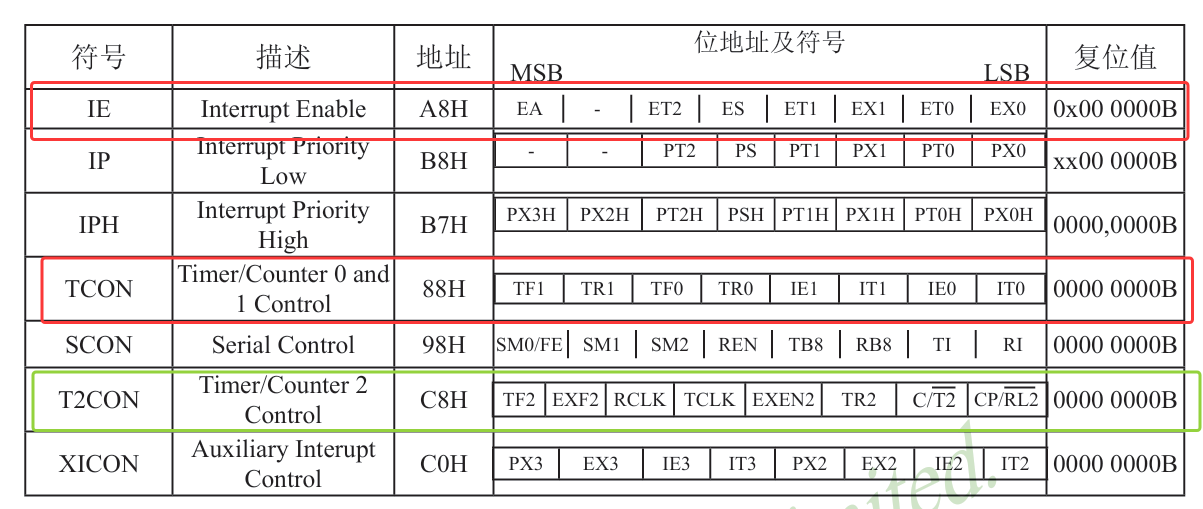 符号 描述 地址 位地址及符号 复位值
MSB LSB
IE Interrupt Enable A8H EA - ET2 ES ET1 EX1 ET0 EX0 0x00 0000B
IP Interrupt Priority Low B8H - - PT2 PS PT1 PX1 PT0 PX0 xx00 0000B
IPH Interrupt Priority High B7H PX3H PX2H PT2H PSH PT1H PX1H PT0H PX0H 0000,0000B
TCON Timer/Counter 0 and 1 Control 88H TF1 TR1 TF0 TR0 IE1 IT1 IE0 IT0 0000 0000B
SCON Serial Control 98H SM0/FE SM1 SM2 REN TB8 RB8 TI RI 0000 0000B
T2CON Timer/Counter 2 Control C8H TF2 EXF2 RCLK TCLK EXEN2 TR2 C/T2 CP/RL2 0000 0000B
XICON Auxiliary Interupt Control C0H PX3 EX3 IE3 IT3 PX2 EX2 IE2 IT2 0000 0000B